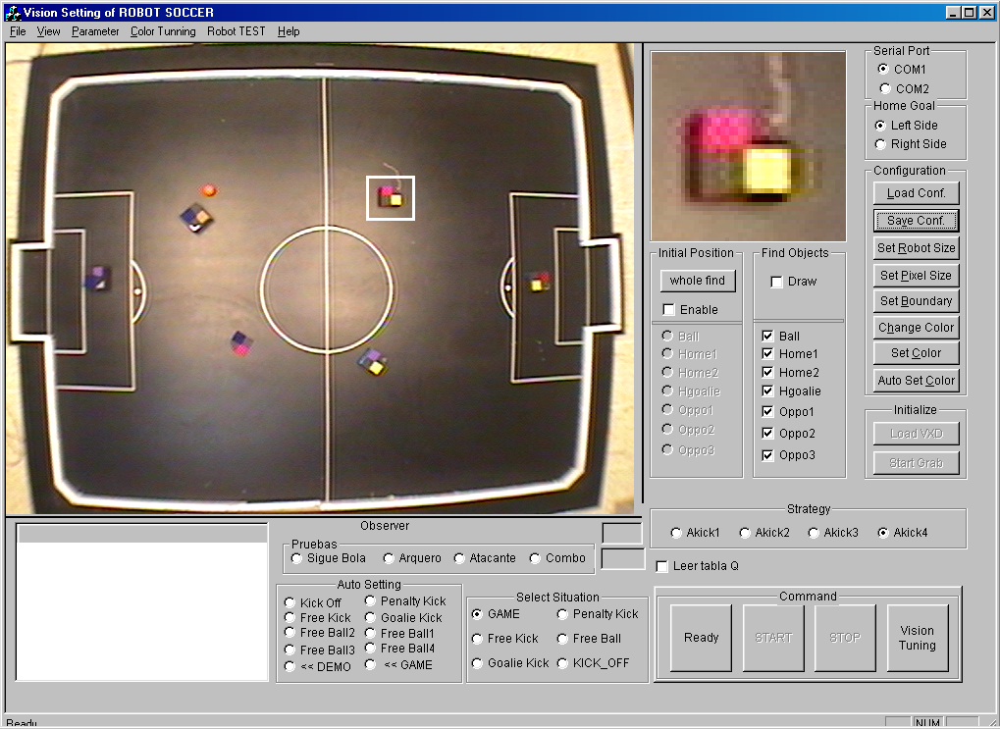 Vision Setting of ROBOT SOCCER
File View Parameter Color Tunning Robot TEST Help
Serial Port
COM1
COM2
Home Goal
Left Side
Right Side
Configuration
Load Conf.
Save Conf.
Set Robot Size
Set Pixel Size
Set Boundary
Change Color
Set Color
Auto Set Color
Initialize
Load VXD
Start Grab
Initial Position
whole find
Enable
Ball
Home1
Home2
Hgoalie
Oppo1
Oppo2
Oppo3
Find Objects
Draw
Ball
Home1
Home2
Hgoalie
Oppo1
Oppo2
Oppo3
Strategy
Akick1 Akick2 Akick3 Akick4
Leer tabla Q
Observer
Pruebas
Sigue Bola Arquero Atacante Combo
Auto Setting
Kick Off Penalty Kick
Free Kick Goalie Kick
Free Ball2 Free Ball1
Free Ball3 Free Ball4
<< DEMO << GAME
Select Situation
GAME Penalty Kick
Free Kick Free Ball
Goalie Kick KICK_OFF
Command
Ready START STOP Vision
Tuning
Ready NUM